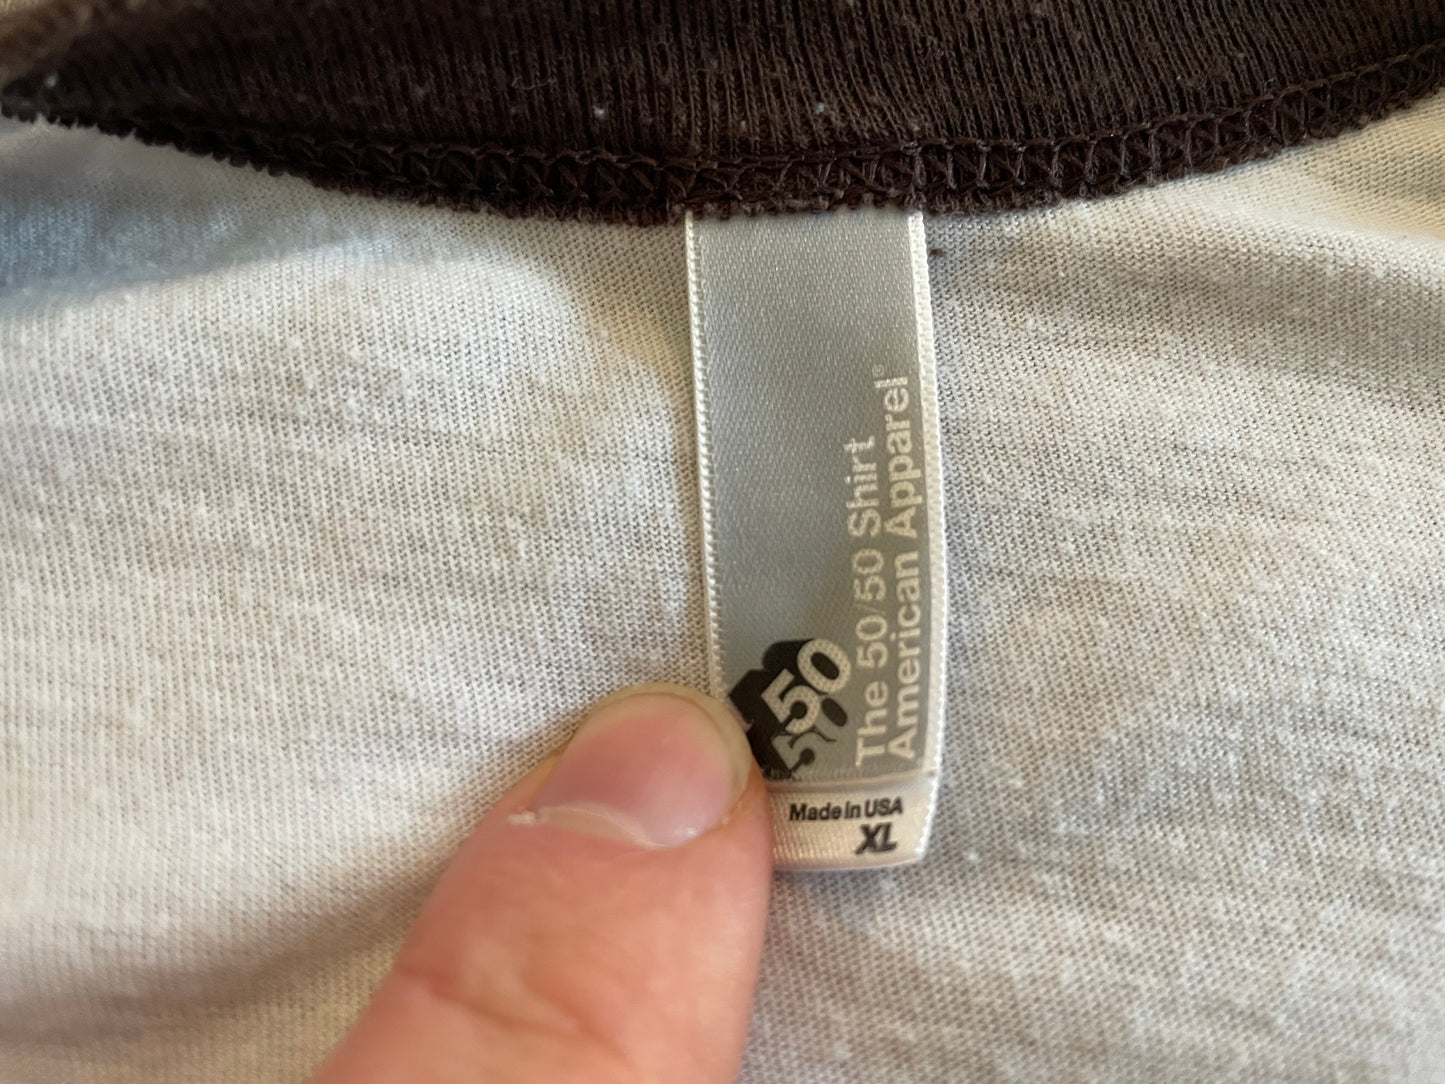 50
50
The 50/50 Shirt
American Apparel®
Made in USA
XL